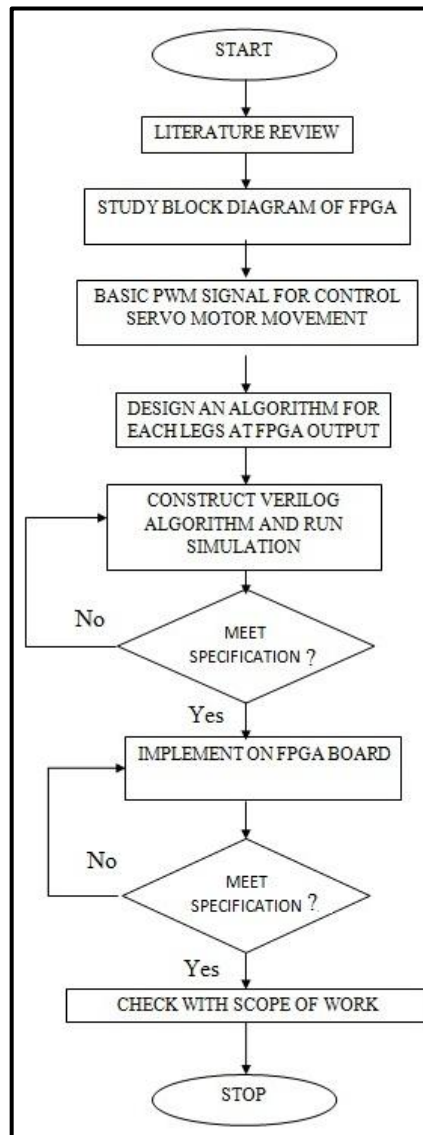 START
LITERATURE REVIEW
STUDY BLOCK DIAGRAM OF FPGA
BASIC PWM SIGNAL FOR CONTROL
SERVO MOTOR MOVEMENT
DESIGN AN ALGORITHM FOR
EACH LEGS AT FPGA OUTPUT
CONSTRUCT VERILOG
ALGORITHM AND RUN
SIMULATION
No
MEET
SPECIFICATION ?
Yes
IMPLEMENT ON FPGA BOARD
No
MEET
SPECIFICATION ?
Yes
CHECK WITH SCOPE OF WORK
STOP